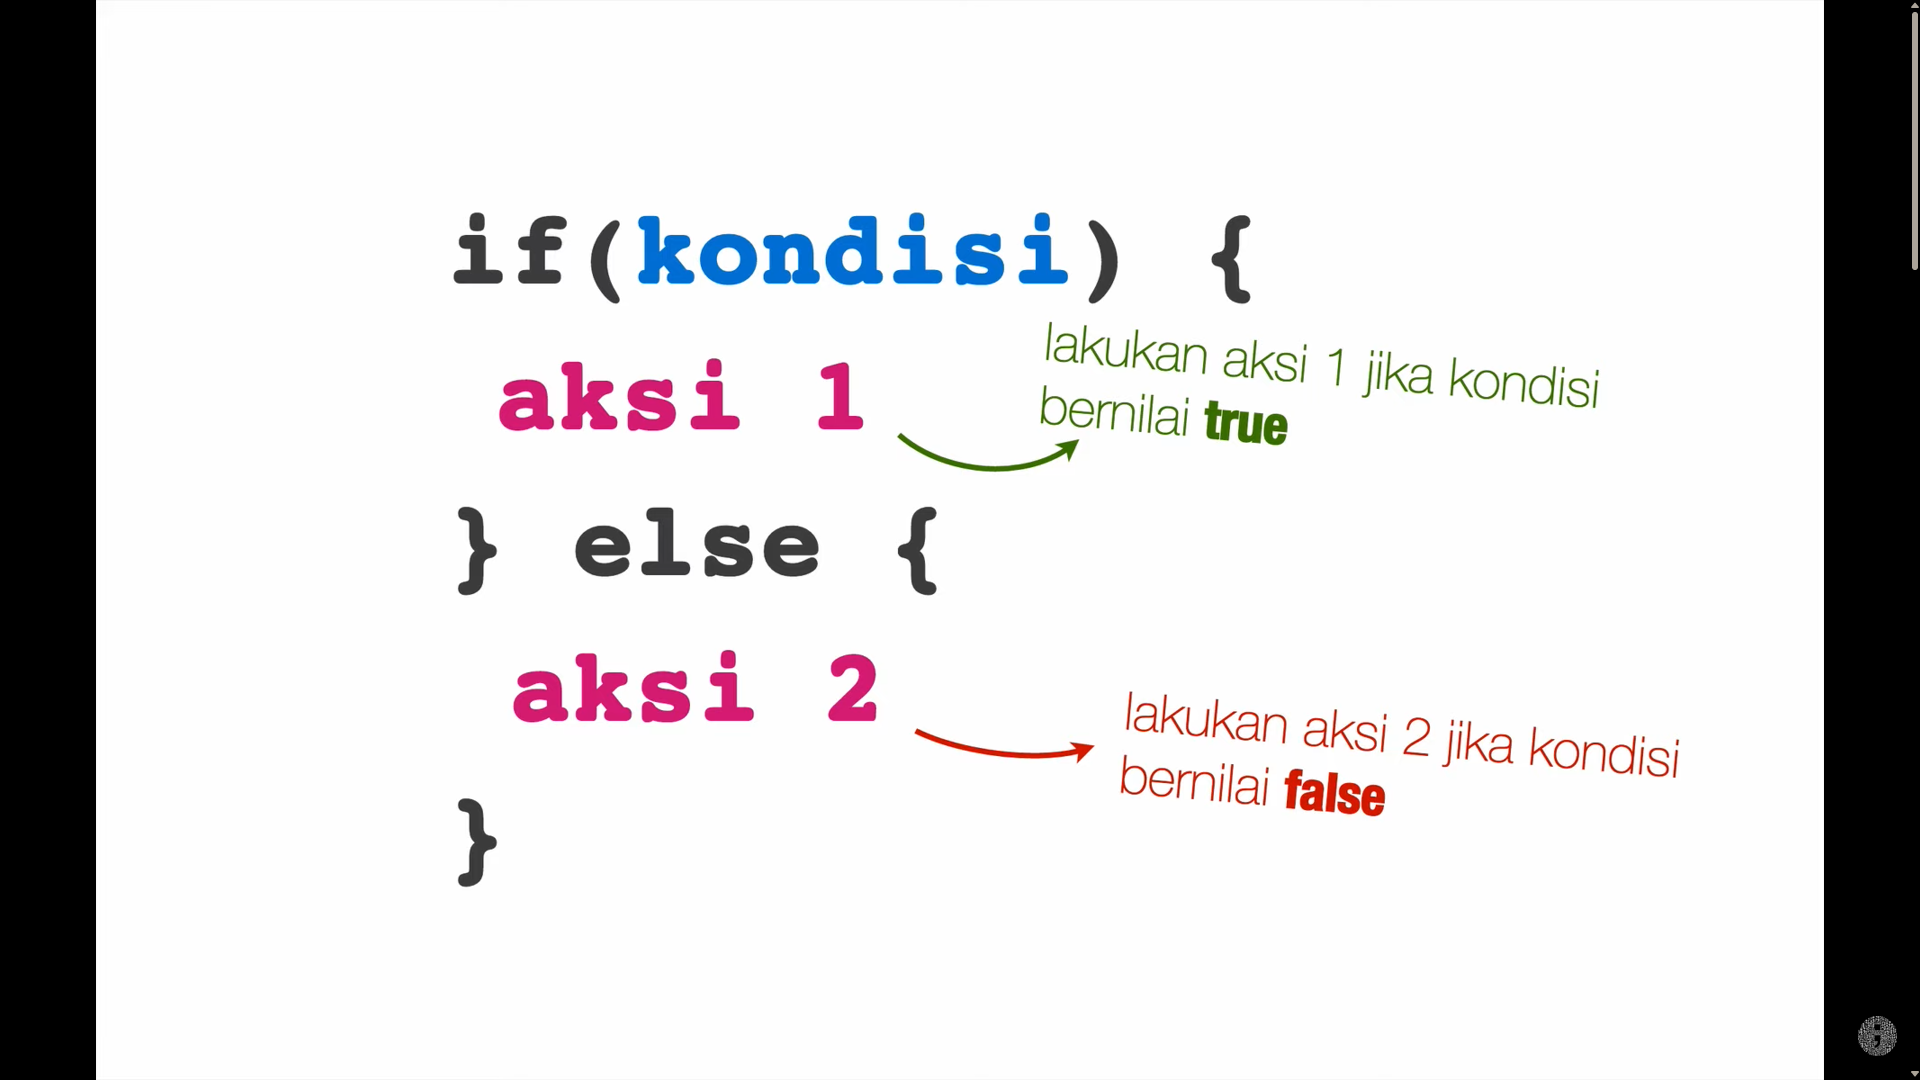 if(kondisi) {
aksi 1
lakukan aksi 1 jika kondisi
bernilai true
} else {
aksi 2
lakukan aksi 2 jika kondisi
bernilai false
}